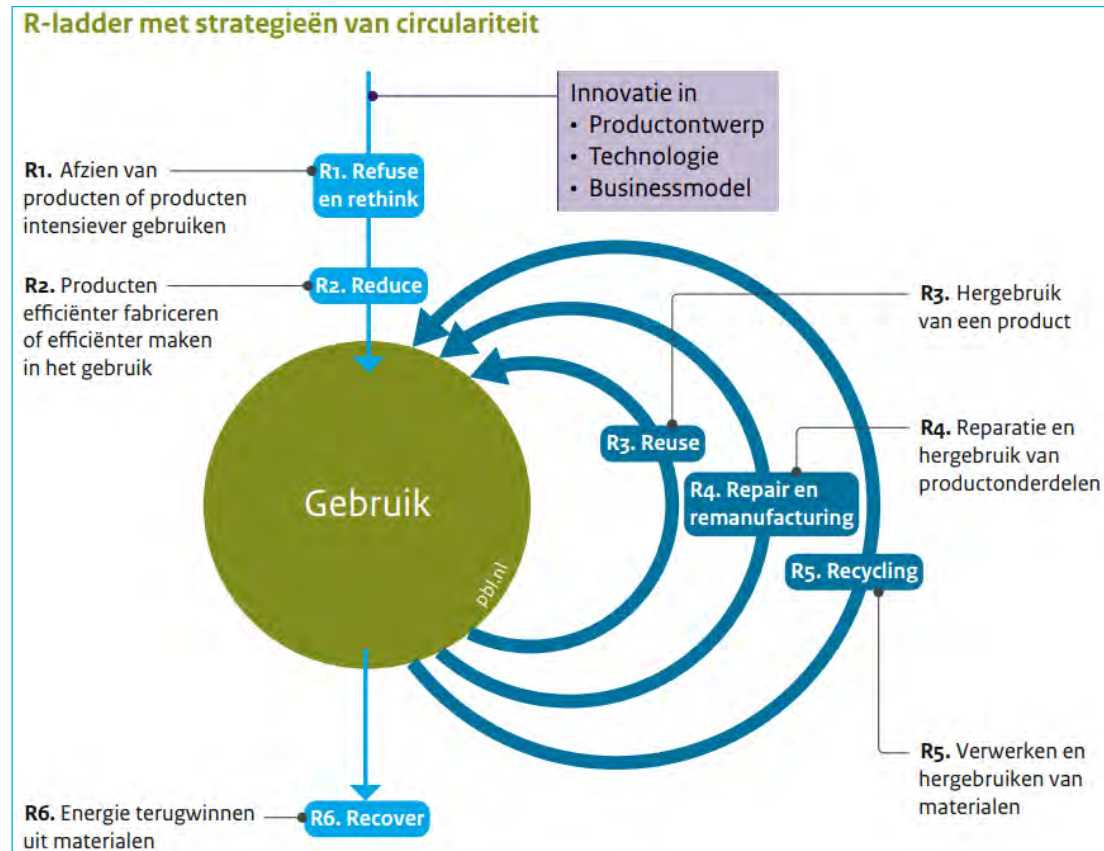 R-ladder met strategieën van circulariteit
Innovatie in
• Productontwerp
• Technologie
• Businessmodel
R1. Afzien van
producten of producten
intensiever gebruiken
R1. Refuse
en rethink
R2. Producten
efficiënter fabriceren
of efficiënter maken
in het gebruik
R2. Reduce
R3. Hergebruik
van een product
R3. Reuse
R4. Reparatie en
hergebruik van
productonderdelen
R4. Repair en
remanufacturing
Gebruik
pbl.nl
R5. Recycling
R5. Verwerken en
hergebruiken van
materialen
R6. Energie terugwinnen
uit materialen
R6. Recover